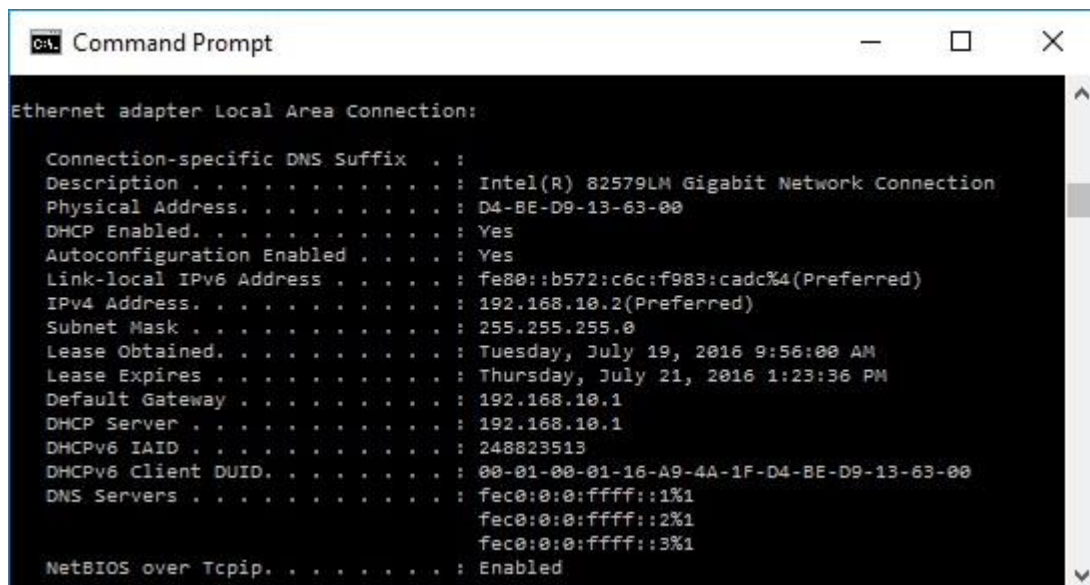 Command Prompt
Ethernet adapter Local Area Connection:
Connection-specific DNS Suffix . :
Description . . . . . . . . . . . : Intel(R) 82579LM Gigabit Network Connection
Physical Address. . . . . . . . . : D4-BE-D9-13-63-00
DHCP Enabled. . . . . . . . . . . : Yes
Autoconfiguration Enabled . . . . : Yes
Link-local IPv6 Address . . . . . : fe80::b572:c6c:f983:cadc%4(Preferred)
IPv4 Address. . . . . . . . . . . : 192.168.10.2(Preferred)
Subnet Mask . . . . . . . . . . . : 255.255.255.0
Lease Obtained. . . . . . . . . . : Tuesday, July 19, 2016 9:56:00 AM
Lease Expires . . . . . . . . . . : Thursday, July 21, 2016 1:23:36 PM
Default Gateway . . . . . . . . . : 192.168.10.1
DHCP Server . . . . . . . . . . . : 192.168.10.1
DHCPv6 IAID . . . . . . . . . . . : 248823513
DHCPv6 Client DUID. . . . . . . . : 00-01-00-01-16-A9-4A-1F-D4-BE-D9-13-63-00
DNS Servers . . . . . . . . . . . : fec0:0:0:ffff::1%1
fec0:0:0:ffff::2%1
fec0:0:0:ffff::3%1
NetBIOS over Tcpip. . . . . . . . : Enabled